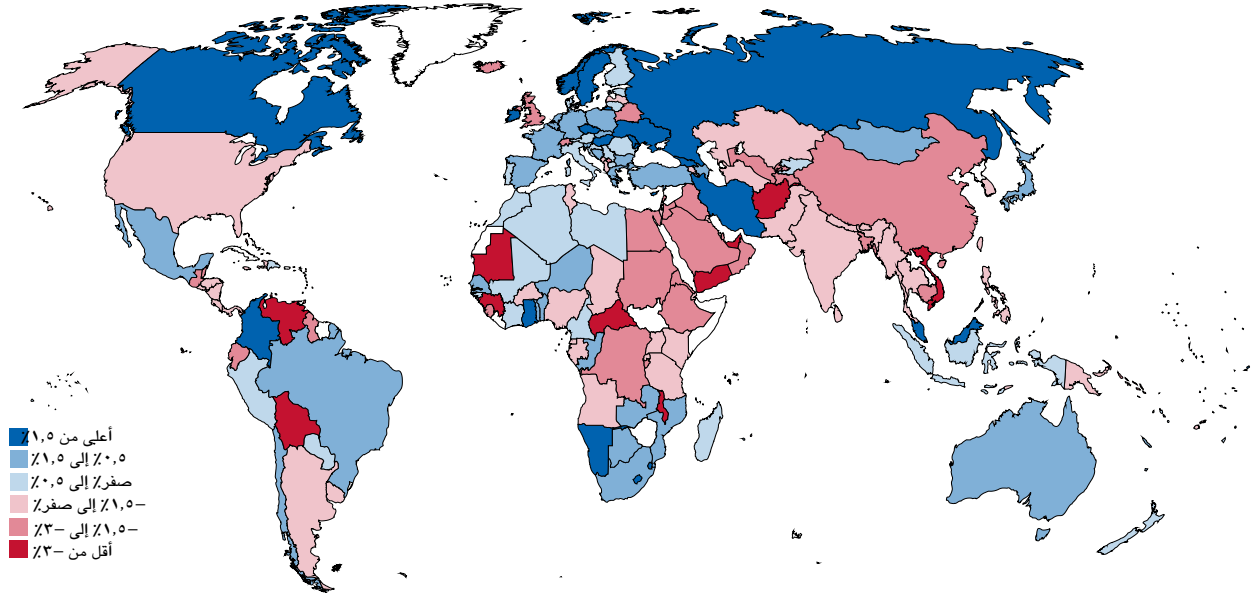 أعلى من ١,٥٪
٠,٥٪ إلى ١,٥٪
صفر٪ إلى ٠,٥٪
–١,٥٪ إلى صفر٪
–١,٥٪ إلى –٣٪
أقل من –٣٪